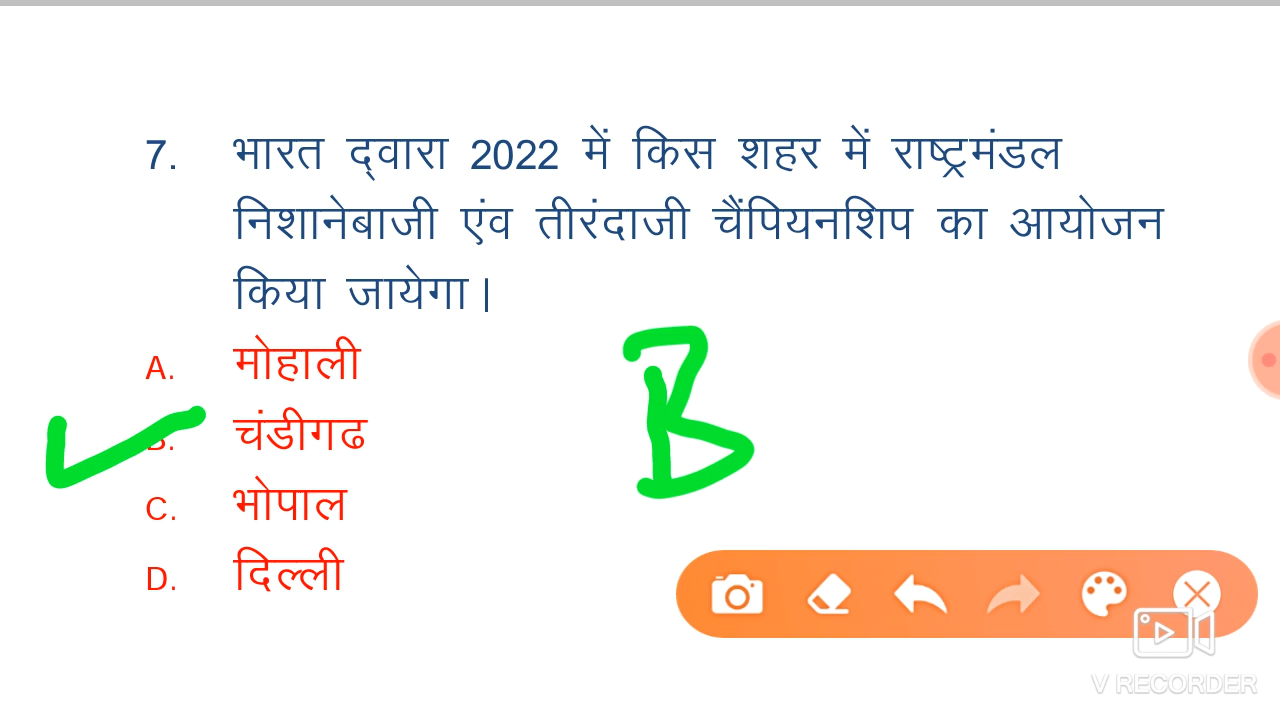 7. भारत द्वारा 2022 में किस शहर में राष्ट्रमंडल
निशानेबाजी एंव तीरंदाजी चैंपियनशिप का आयोजन
किया जायेगा।
A. मोहाली
B. चंडीगढ
B
C. भोपाल
D. दिल्ली
V RECORDER